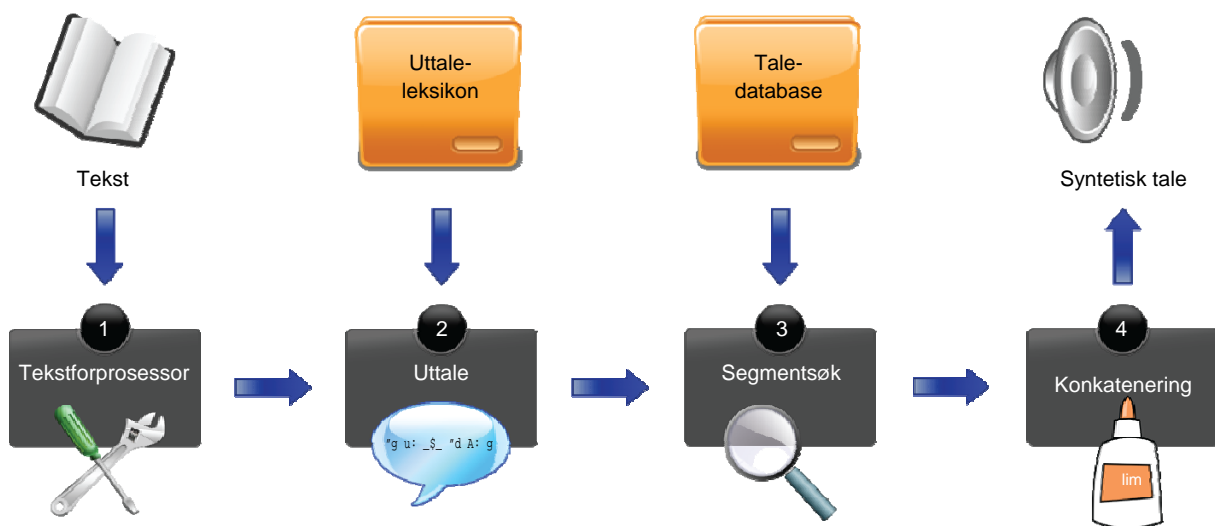 Uttale-
leksikon
Tale-
database
Tekst
Syntetisk tale
1
2
3
4
Tekstforprosessor
Uttale
Segmentsøk
Konkatenering
"g u: _$_ "d A: g
lim